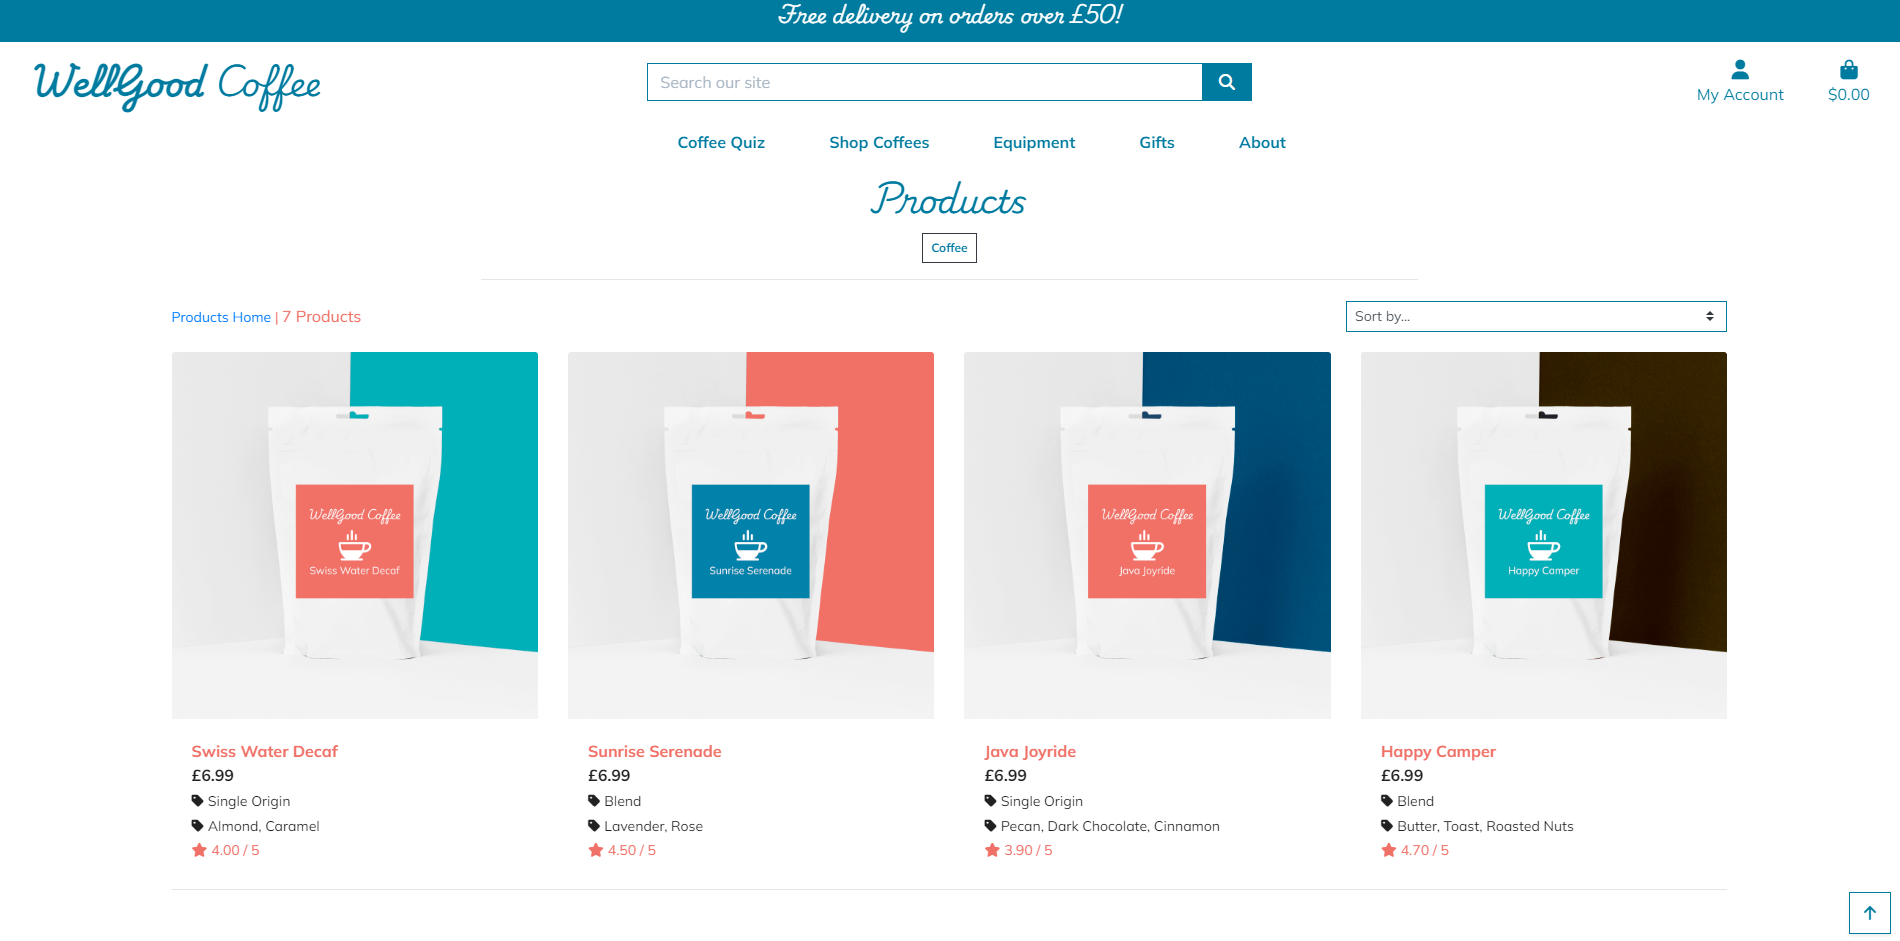 Free delivery on orders over £50!
WellGood Coffee
Search our site
My Account
$0.00
Coffee Quiz
Shop Coffees
Equipment
Gifts
About
Products
Coffee
Products Home | 7 Products
Sort by...
WellGood Coffee
Swiss Water Decaf
WellGood Coffee
Sunrise Serenade
WellGood Coffee
Java Joyride
WellGood Coffee
Happy Camper
Swiss Water Decaf
£6.99
Single Origin
Almond, Caramel
4.00 / 5
Sunrise Serenade
£6.99
Blend
Lavender, Rose
4.50 / 5
Java Joyride
£6.99
Single Origin
Pecan, Dark Chocolate, Cinnamon
3.90 / 5
Happy Camper
£6.99
Blend
Butter, Toast, Roasted Nuts
4.70 / 5